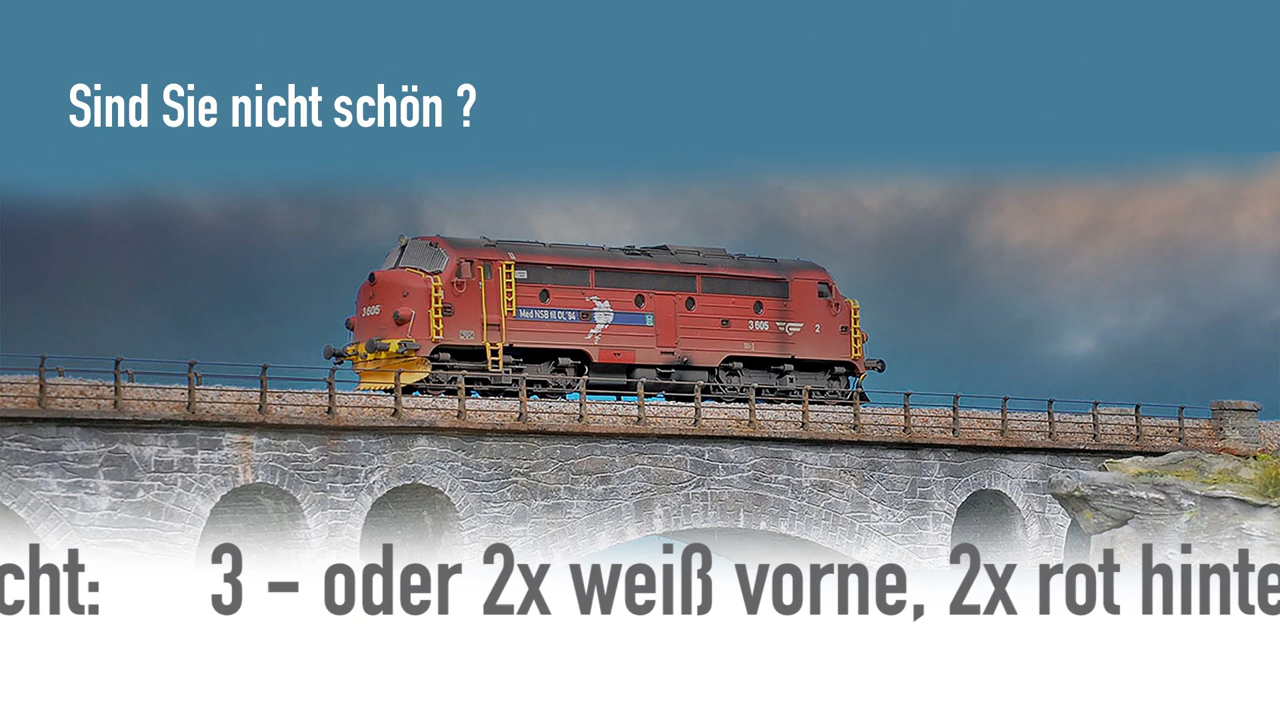 Sind Sie nicht schön ?
3605
Med NSB til OL '94
3605
2
cht: 3 – oder 2x weiß vorne, 2x rot hinte